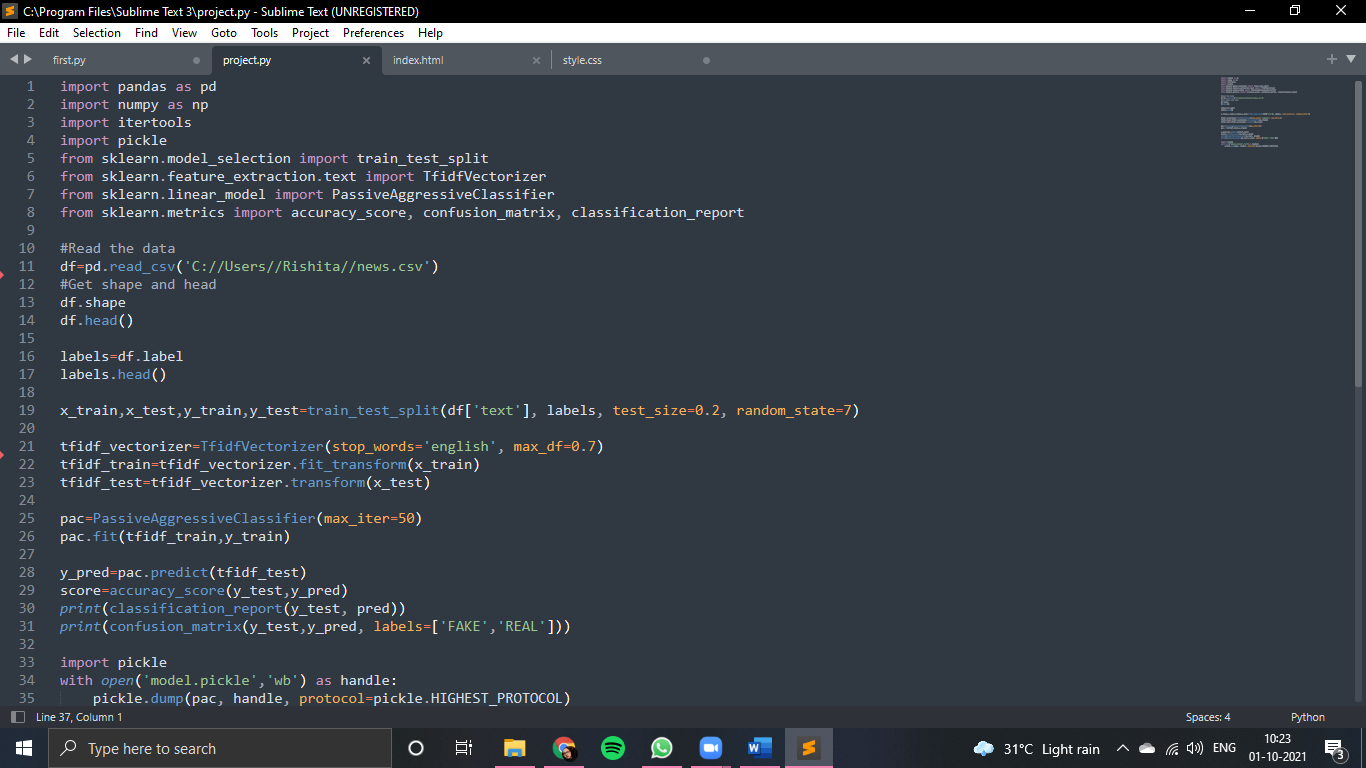 C:\Program Files\Sublime Text 3\project.py - Sublime Text (UNREGISTERED)
File Edit Selection Find View Goto Tools Project Preferences Help
first.py project.py index.html style.css
1 import pandas as pd
2 import numpy as np
3 import itertools
4 import pickle
5 from sklearn.model_selection import train_test_split
6 from sklearn.feature_extraction.text import TfidfVectorizer
7 from sklearn.linear_model import PassiveAggressiveClassifier
8 from sklearn.metrics import accuracy_score, confusion_matrix, classification_report
9
10 #Read the data
11 df=pd.read_csv('C://Users//Rishita//news.csv')
12 #Get shape and head
13 df.shape
14 df.head()
15
16 labels=df.label
17 labels.head()
18
19 x_train,x_test,y_train,y_test=train_test_split(df['text'], labels, test_size=0.2, random_state=7)
20
21 tfidf_vectorizer=TfidfVectorizer(stop_words='english', max_df=0.7)
22 tfidf_train=tfidf_vectorizer.fit_transform(x_train)
23 tfidf_test=tfidf_vectorizer.transform(x_test)
24
25 pac=PassiveAggressiveClassifier(max_iter=50)
26 pac.fit(tfidf_train,y_train)
27
28 y_pred=pac.predict(tfidf_test)
29 score=accuracy_score(y_test,y_pred)
30 print(classification_report(y_test, pred))
31 print(confusion_matrix(y_test,y_pred, labels=['FAKE','REAL']))
32
33 import pickle
34 with open('model.pickle','wb') as handle:
35     pickle.dump(pac, handle, protocol=pickle.HIGHEST_PROTOCOL)
Line 37, Column 1 Spaces: 4 Python
Type here to search 31°C Light rain ENG 10:23
01-10-2021 3